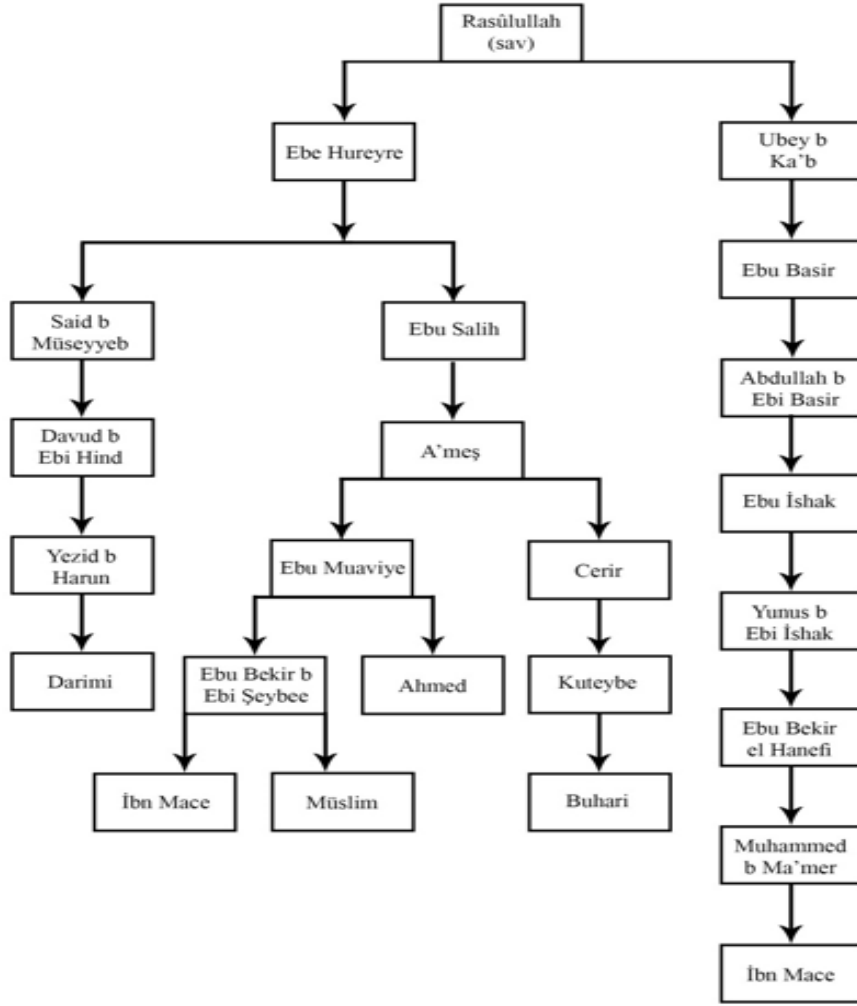 Rasûlullah
(sav)
Ebe Hureyre
Ubey b
Ka’b
Ebu Basir
Said b
Müseyyeb
Ebu Salih
Abdullah b
Ebi Basir
Davud b
Ebi Hind
A’meş
Ebu İshak
Yezid b
Harun
Ebu Muaviye
Cerir
Yunus b
Ebi İshak
Darimi
Ebu Bekir b
Ebi Şeybee
Ahmed
Kuteybe
Ebu Bekir
el Hanefi
İbn Mace
Müslim
Buhari
Muhammed
b Ma’mer
İbn Mace